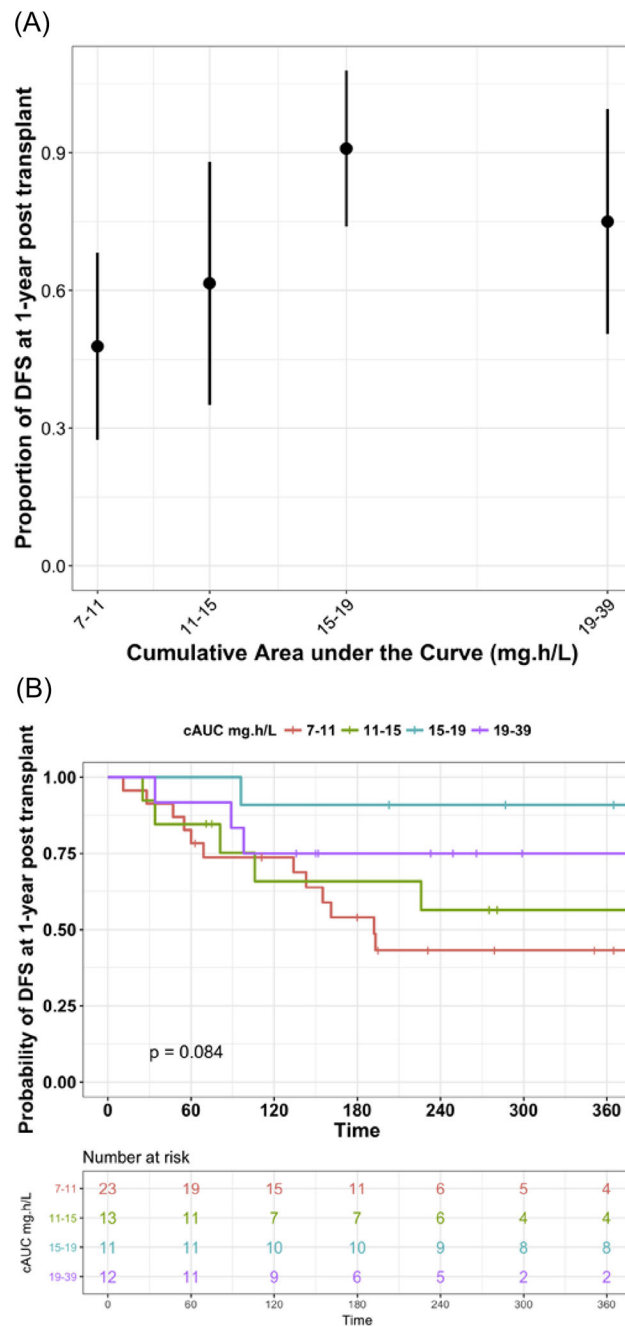 (A)
Proportion of DFS at 1-year post transplant
0.9
0.6
0.3
0.0
7-11
11-15
15-19
19-39
Cumulative Area under the Curve (mg.h/L)
(B)
cAUC mg.h/L 7-11 11-15 15-19 19-39
Probability of DFS at 1-year post transplant
1.00
0.75
0.50
0.25
0.00
p = 0.084
0 60 120 180 240 300 360
Time
Number at risk
cAUC mg.h/L
7-11 23 19 15 11 6 5 4
11-15 13 11 7 7 6 4 4
15-19 11 11 10 10 9 8 8
19-39 12 11 9 6 5 2 2
0 60 120 180 240 300 360
Time